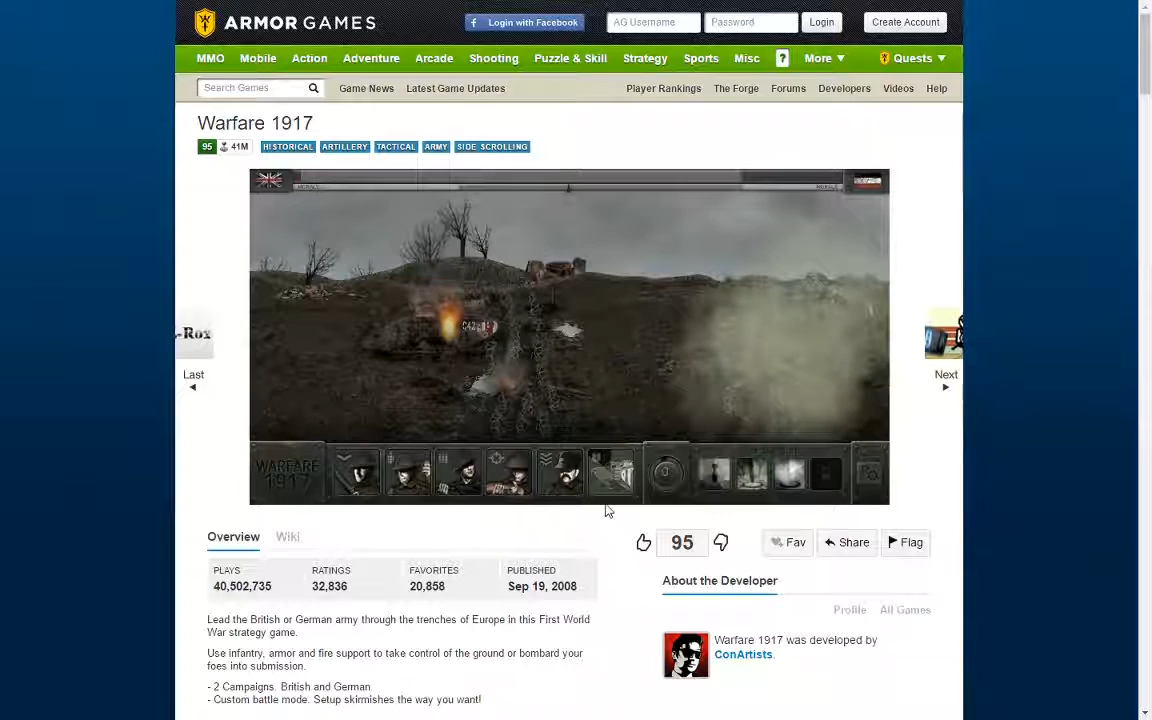 ARMOR GAMES
Login with Facebook
AG Username
Password
Login
Create Account
MMO Mobile Action Adventure Arcade Shooting Puzzle & Skill Strategy Sports Misc ? More Quests
Search Games
Game News Latest Game Updates
Player Rankings The Forge Forums Developers Videos Help
Warfare 1917
95 41M HISTORICAL ARTILLERY TACTICAL ARMY SIDE SCROLLING
MORALE
MORALE
-Rox
Last
Next
WARFARE
1917
Overview Wiki
95
Fav Share Flag
PLAYS RATINGS FAVORITES PUBLISHED
40,502,735 32,836 20,858 Sep 19, 2008
About the Developer
Profile All Games
Lead the British or German army through the trenches of Europe in this First World
War strategy game.
Warfare 1917 was developed by
ConArtists.
Use infantry, armor and fire support to take control of the ground or bombard your
foes into submission.
- 2 Campaigns. British and German
- Custom battle mode. Setup skirmishes the way you want!